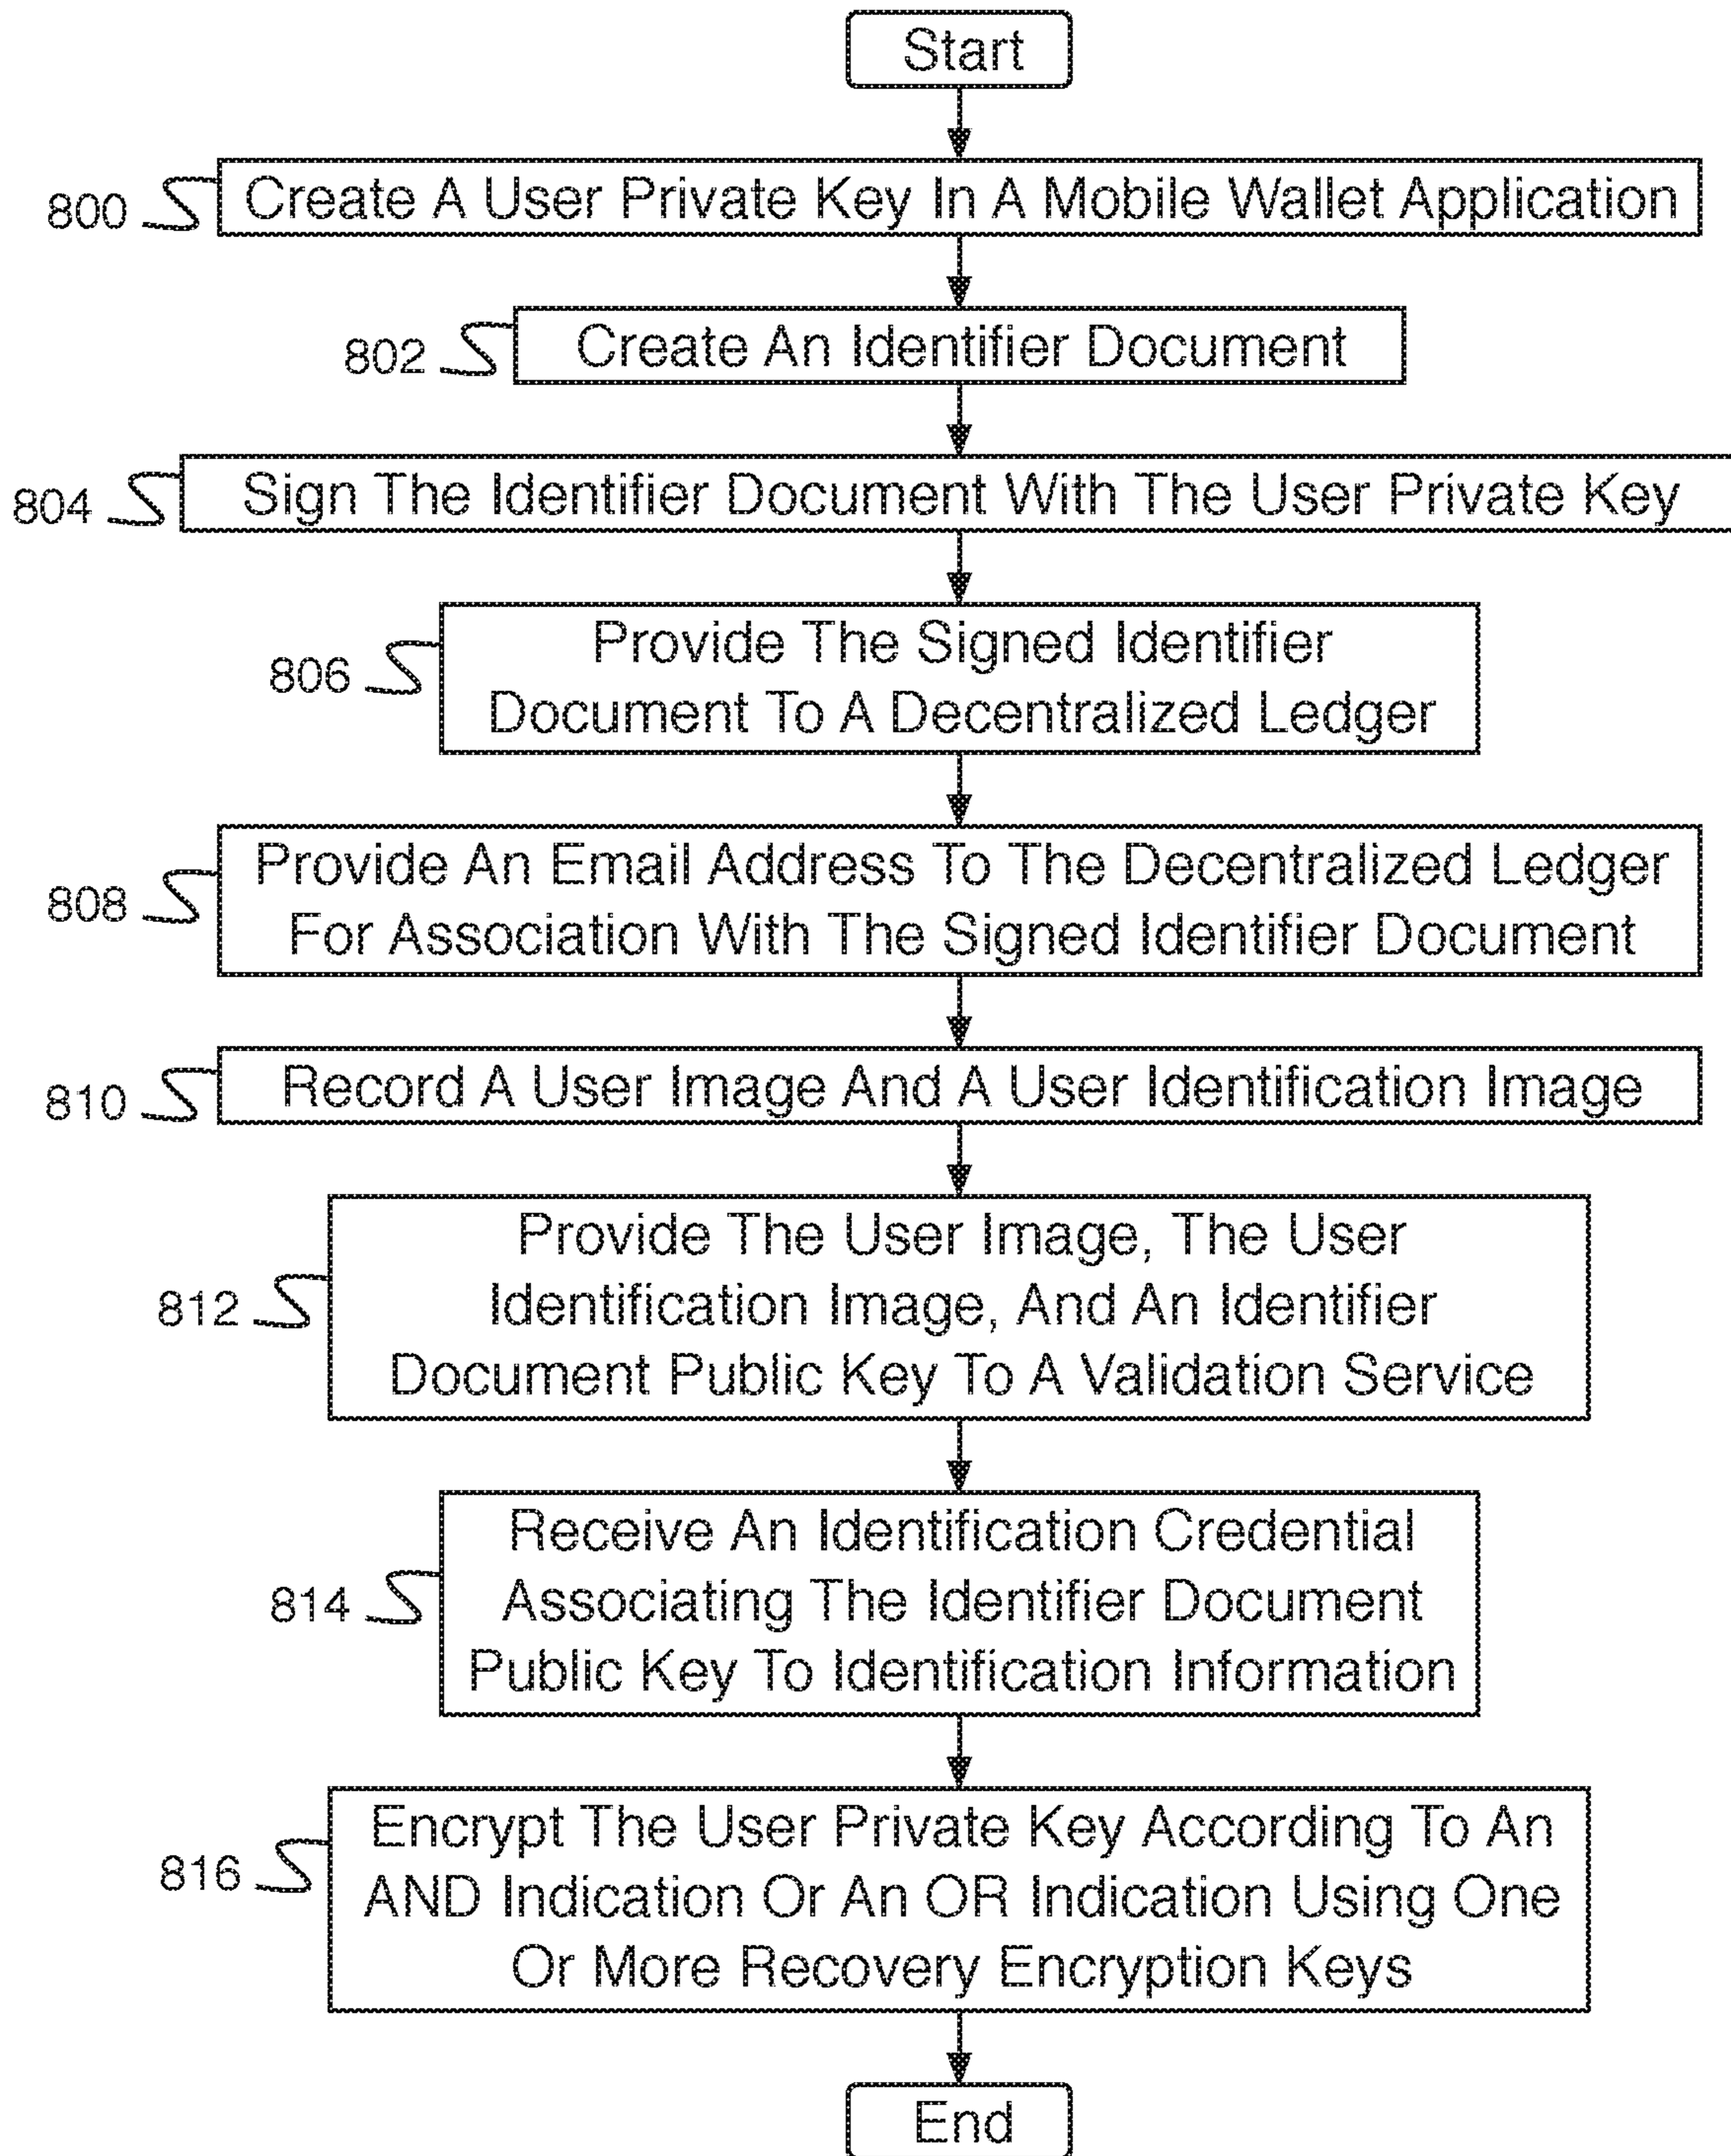 Start
800
Create A User Private Key In A Mobile Wallet Application
802
Create An Identifier Document
804
Sign The Identifier Document With The User Private Key
806
Provide The Signed Identifier
Document To A Decentralized Ledger
808
Provide An Email Address To The Decentralized Ledger
For Association With The Signed Identifier Document
810
Record A User Image And A User Identification Image
812
Provide The User Image, The User
Identification Image, And An Identifier
Document Public Key To A Validation Service
814
Receive An Identification Credential
Associating The Identifier Document
Public Key To Identification Information
816
Encrypt The User Private Key According To An
AND Indication Or An OR Indication Using One
Or More Recovery Encryption Keys
End